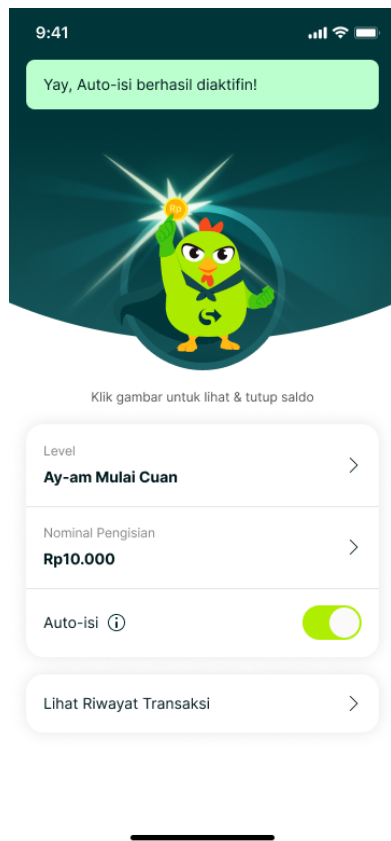 9:41
Yay, Auto-isi berhasil diaktifin!
Rp
Klik gambar untuk lihat & tutup saldo
Level
Ay-am Mulai Cuan
Nominal Pengisian
Rp10.000
Auto-isi
Lihat Riwayat Transaksi